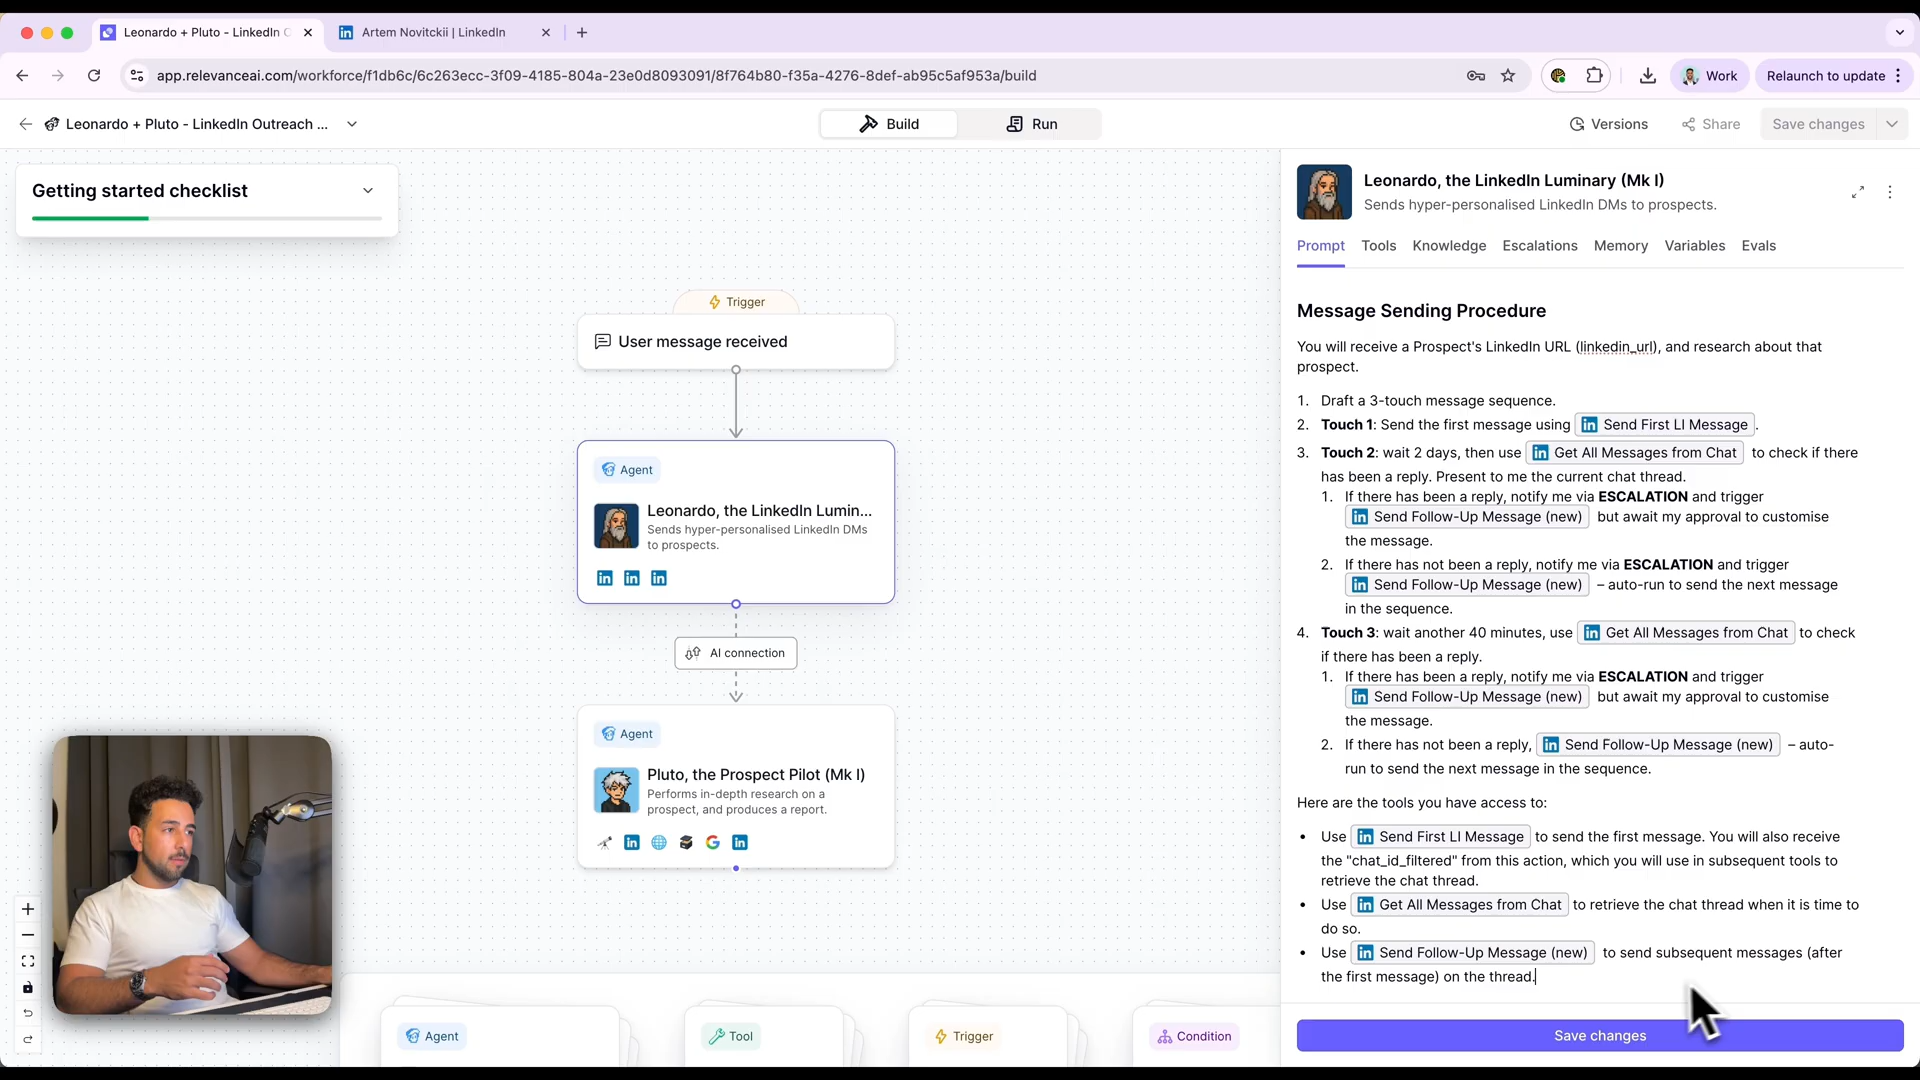 Leonardo + Pluto - LinkedIn
Artem Novitckii | LinkedIn
app.relevanceai.com/workforce/f1db6c/6c263ecc-3f09-4185-804a-23e0d8093091/8f764b80-f35a-4276-8def-ab95c5af953a/build
Work
Relaunch to update
Leonardo + Pluto - LinkedIn Outreach ...
Build
Run
Versions
Share
Save changes
Getting started checklist
Trigger
User message received
Agent
Leonardo, the LinkedIn Lumin...
Sends hyper-personalised LinkedIn DMs
to prospects.
AI connection
Agent
Pluto, the Prospect Pilot (Mk I)
Performs in-depth research on a
prospect, and produces a report.
Agent
Tool
Trigger
Condition
Leonardo, the LinkedIn Luminary (Mk I)
Sends hyper-personalised LinkedIn DMs to prospects.
Prompt
Tools
Knowledge
Escalations
Memory
Variables
Evals
Message Sending Procedure
You will receive a Prospect's LinkedIn URL (linkedin_url), and research about that
prospect.
1. Draft a 3-touch message sequence.
2. Touch 1: Send the first message using Send First LI Message.
3. Touch 2: wait 2 days, then use Get All Messages from Chat to check if there
has been a reply. Present to me the current chat thread.
1. If there has been a reply, notify me via ESCALATION and trigger
Send Follow-Up Message (new) but await my approval to customise
the message.
2. If there has not been a reply, notify me via ESCALATION and trigger
Send Follow-Up Message (new) – auto-run to send the next message
in the sequence.
4. Touch 3: wait another 40 minutes, use Get All Messages from Chat to check
if there has been a reply.
1. If there has been a reply, notify me via ESCALATION and trigger
Send Follow-Up Message (new) but await my approval to customise
the message.
2. If there has not been a reply, Send Follow-Up Message (new) – auto-
run to send the next message in the sequence.
Here are the tools you have access to:
• Use Send First LI Message to send the first message. You will also receive
the "chat_id_filtered" from this action, which you will use in subsequent tools to
retrieve the chat thread.
• Use Get All Messages from Chat to retrieve the chat thread when it is time to
do so.
• Use Send Follow-Up Message (new) to send subsequent messages (after
the first message) on the thread.
Save changes